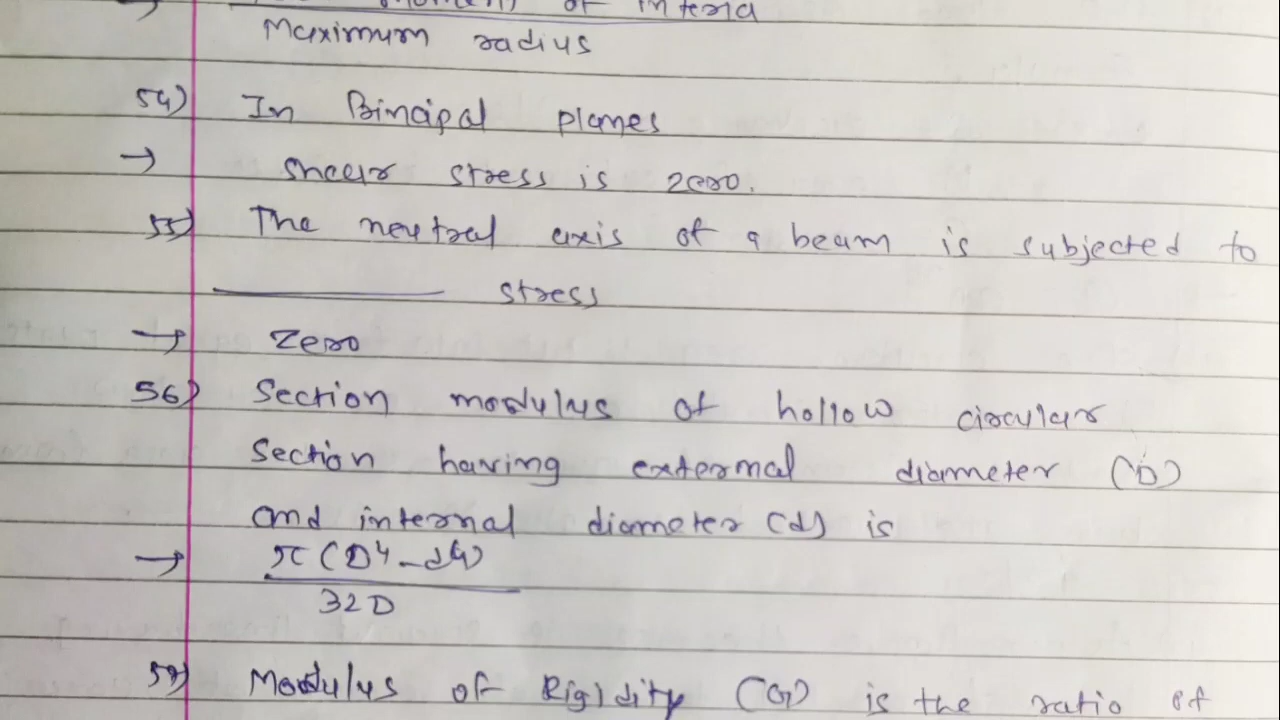 of interia
Maximum radius
54) In Principal planes
→ shear stress is zero.
55) The neutral axis of a beam is subjected to
______ stress
→ Zero
56) Section modulus of hollow circular
Section having external diameter (D)
and internal diameter (d) is
→ π(D⁴-d⁴)
32D
57) Modulus of Rigidity (G) is the ratio of